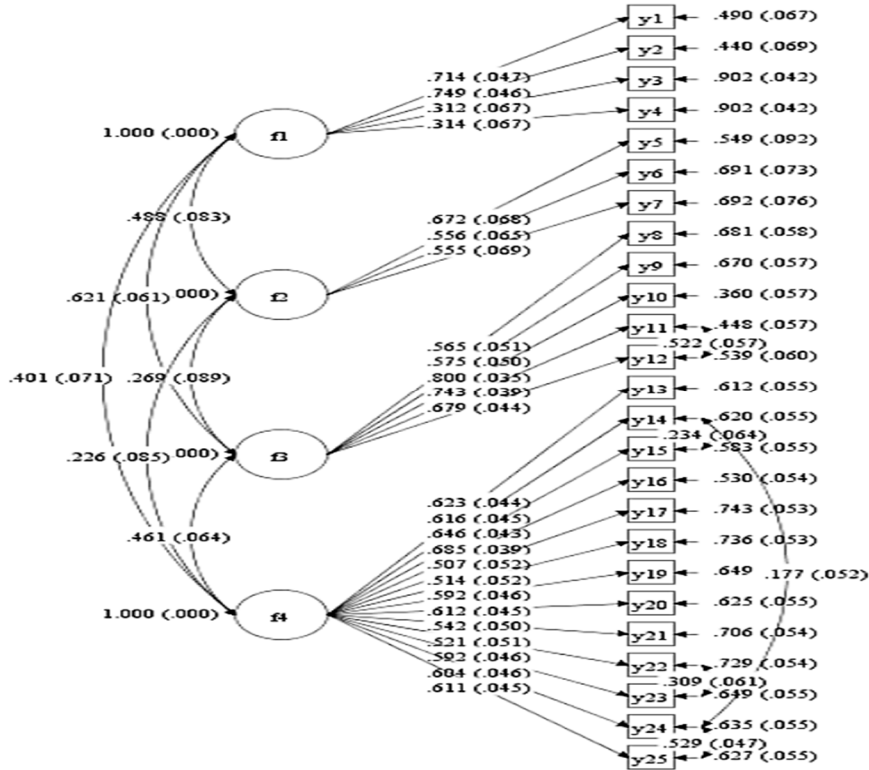 y1 .490 (.067)
y2 .440 (.069)
.714 (.047) y3 .902 (.042)
.749 (.046)
.312 (.067) y4 .902 (.042)
.314 (.067)
1.000 (.000) f1 y5 .549 (.092)
y6 .691 (.073)
y7 .692 (.076)
.488 (.083) .672 (.068)
.556 (.065) y8 .681 (.058)
.555 (.069)
y9 .670 (.057)
.621 (.061) 000) f2 y10 .360 (.057)
y11 .448 (.057)
.565 (.051) .522 (.057)
.575 (.050) y12 .539 (.060)
.401 (.071) .269 (.089) .800 (.035)
.743 (.039) y13 .612 (.055)
.679 (.044)
y14 .620 (.055)
.234 (.064)
.226 (.085) 000) f3 y15 .583 (.055)
y16 .530 (.054)
.623 (.044) y17 .743 (.053)
.616 (.045)
.461 (.064) .646 (.043) y18 .736 (.053)
.685 (.039)
.507 (.052) y19 .649 .177 (.052)
.514 (.052)
.592 (.046) y20 .625 (.055)
1.000 (.000) f4 .612 (.045)
.542 (.050) y21 .706 (.054)
.521 (.051)
.592 (.046) y22 .729 (.054)
.604 (.046) .309 (.061)
.611 (.045) y23 .649 (.055)
y24 .635 (.055)
.529 (.047)
y25 .627 (.055)